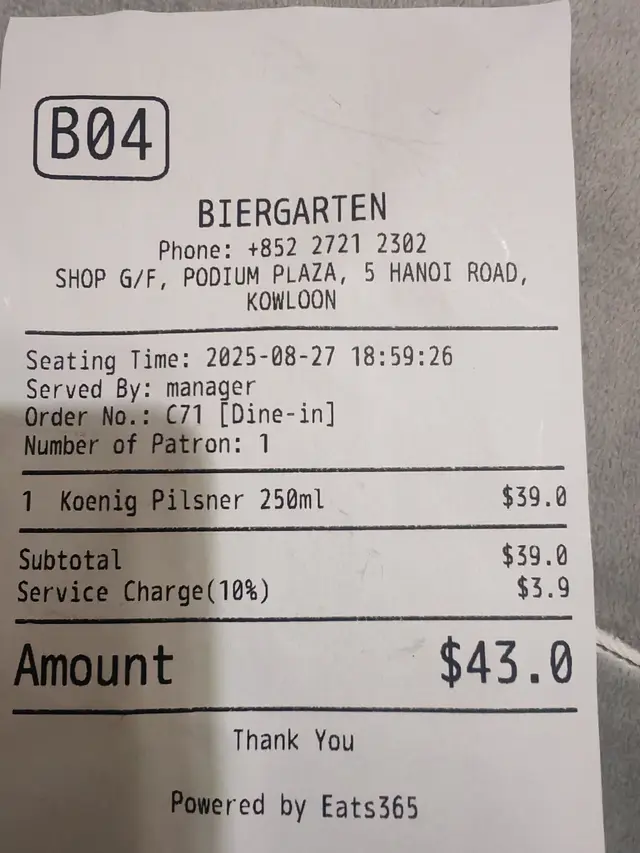 B04
BIERGARTEN
Phone: +852 2721 2302
SHOP G/F, PODIUM PLAZA, 5 HANOI ROAD,
KOWLOON
Seating Time: 2025-08-27 18:59:26
Served By: manager
Order No.: C71 [Dine-in]
Number of Patron: 1
1 Koenig Pilsner 250ml $39.0
Subtotal $39.0
Service Charge(10%) $3.9
Amount $43.0
Thank You
Powered by Eats365